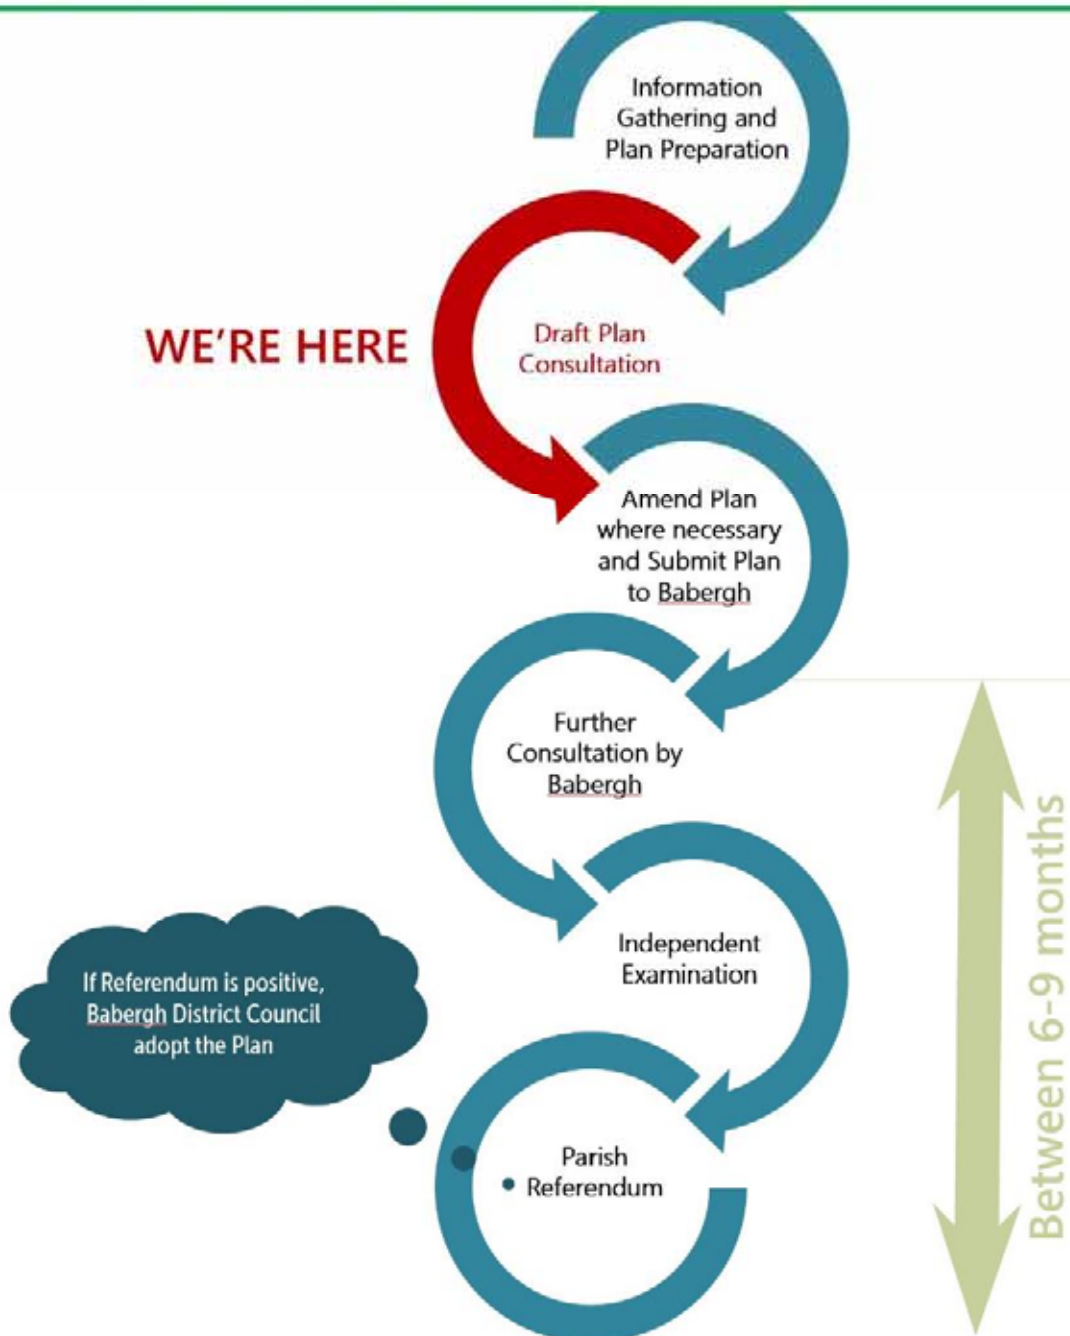 Information
Gathering and
Plan Preparation
WE'RE HERE
Draft Plan
Consultation
Amend Plan
where necessary
and Submit Plan
to Babergh
Further
Consultation by
Babergh
Independent
Examination
If Referendum is positive,
Babergh District Council
adopt the Plan
Parish
Referendum
Between 6-9 months